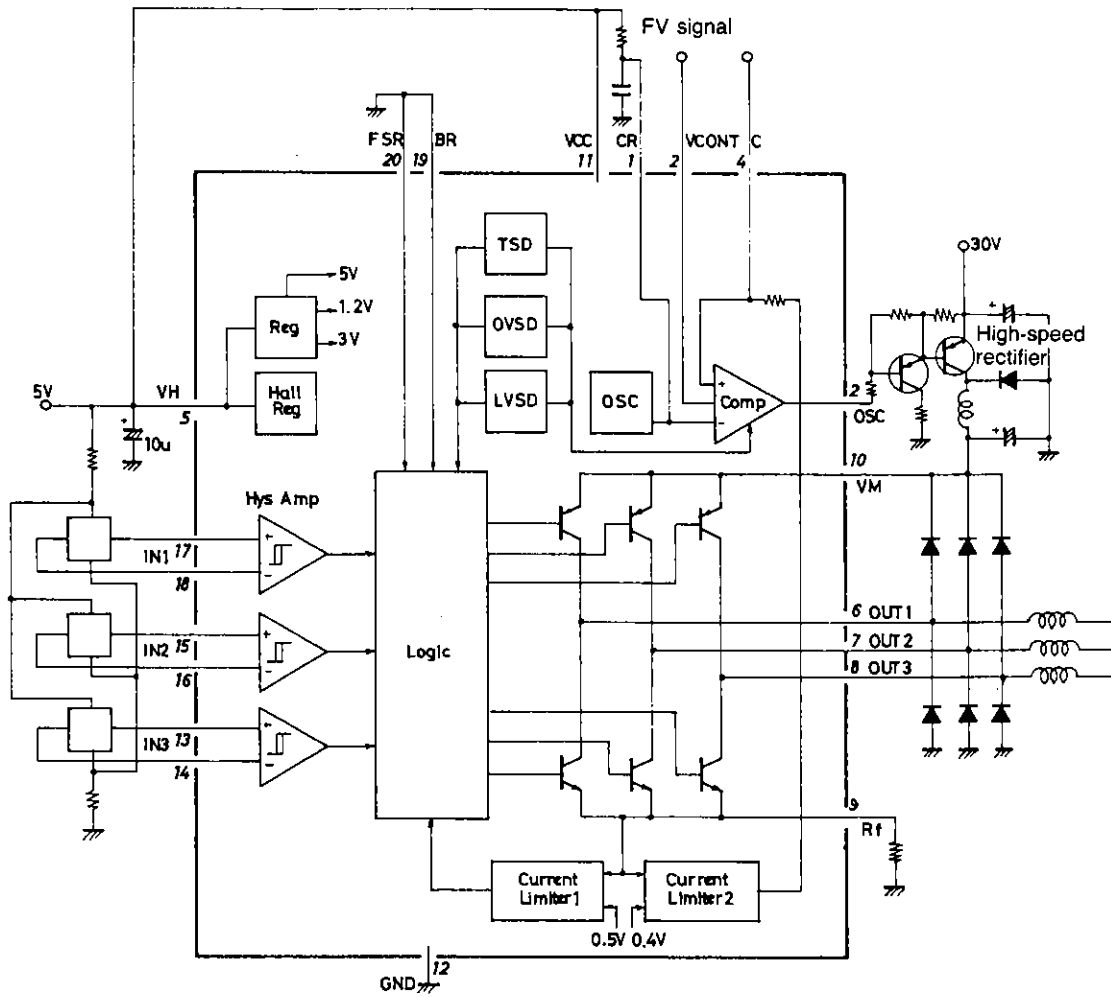 FV signal
FSR
BR
VCC
CR
VCONT
C
20
19
11
1
2
4
30V
TSD
5V
1.2V
3V
Reg
OVSD
High-speed
rectifier
5V
VH
5
Hall
Reg
LVSD
OSC
+
Comp
-
2
OSC
10u
10
VM
Hys Amp
IN1
17
18
+
-
6
OUT1
IN2
15
16
+
-
Logic
7
OUT2
8
OUT3
IN3
13
14
+
-
9
Rf
Current
Limiter1
Current
Limiter2
0.5V
0.4V
12
GND